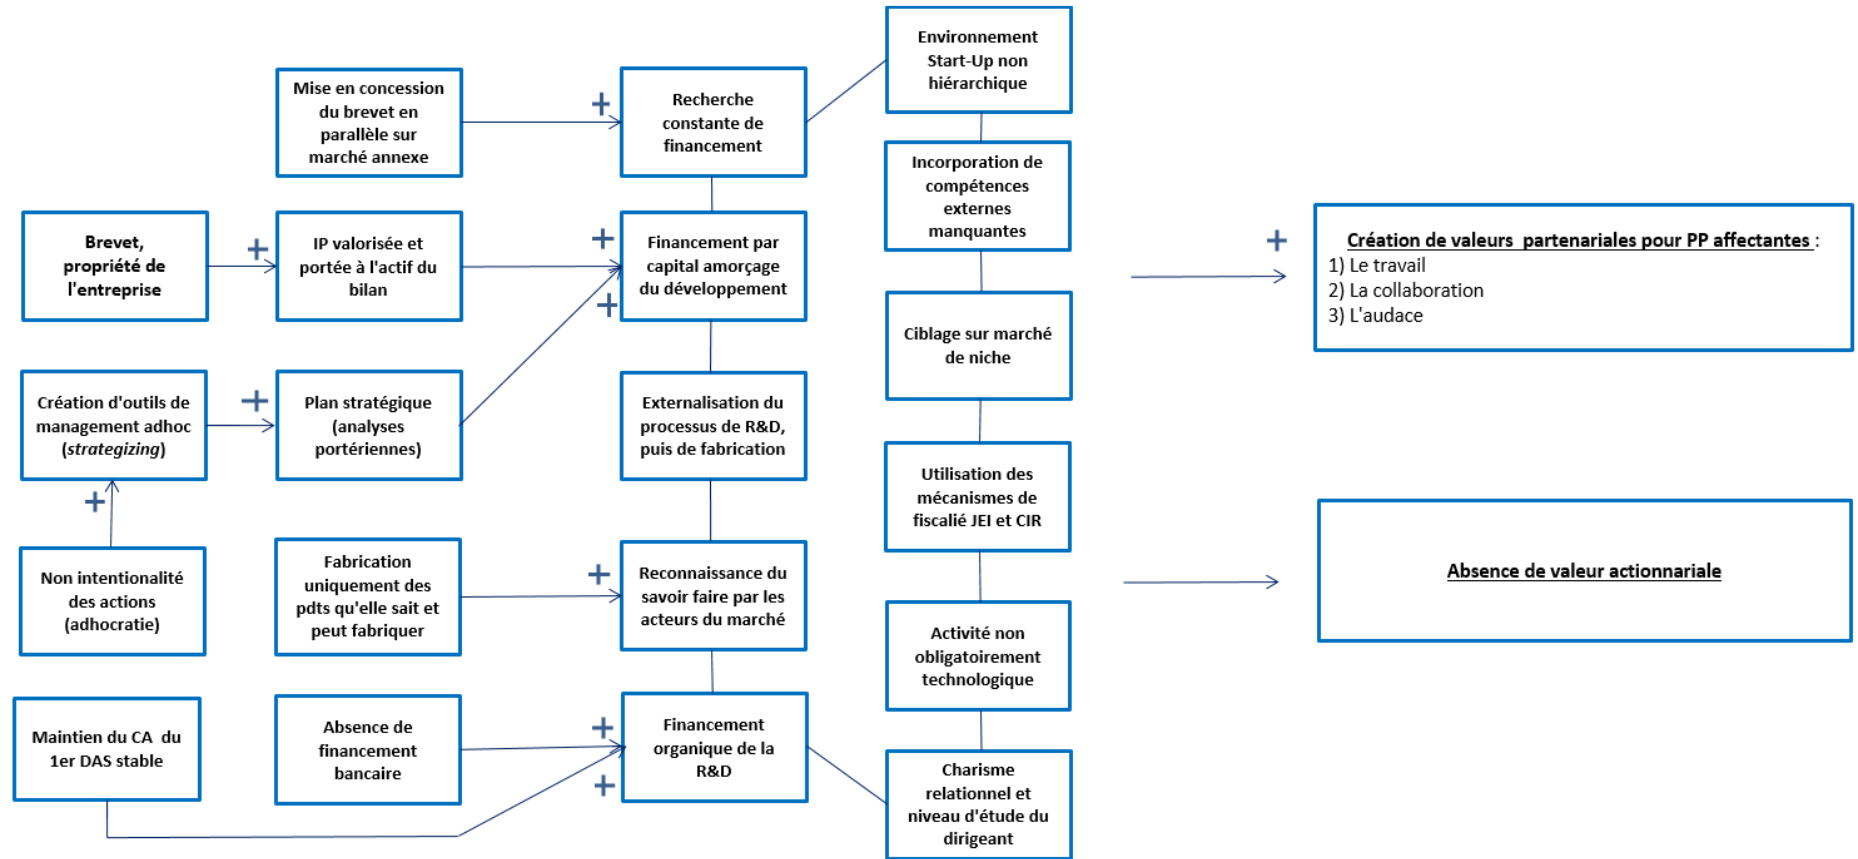 Mise en concession
du brevet en
parallèle sur
marché annexe
+
Recherche
constante de
financement
Environnement
Start-Up non
hiérarchique
Incorporation de
compétences
externes
manquantes
Brevet,
propriété de
l'entreprise
+
IP valorisée et
portée à l'actif du
bilan
+
+
Financement par
capital amorçage
du développement
Ciblage sur marché
de niche
+
Création de valeurs partenariales pour PP affectantes :
1) Le travail
2) La collaboration
3) L'audace
Création d'outils de
management adhoc
(strategizing)
+
Plan stratégique
(analyses
portériennes)
Externalisation du
processus de R&D,
puis de fabrication
Utilisation des
mécanismes de
fiscalié JEI et CIR
+
Non intentionalité
des actions
(adhocratie)
Fabrication
uniquement des
pdts qu'elle sait et
peut fabriquer
+
Reconnaissance du
savoir faire par les
acteurs du marché
Activité non
obligatoirement
technologique
Absence de valeur actionnariale
Maintien du CA du
1er DAS stable
Absence de
financement
bancaire
+
+
Financement
organique de la
R&D
Charisme
relationnel et
niveau d'étude du
dirigeant